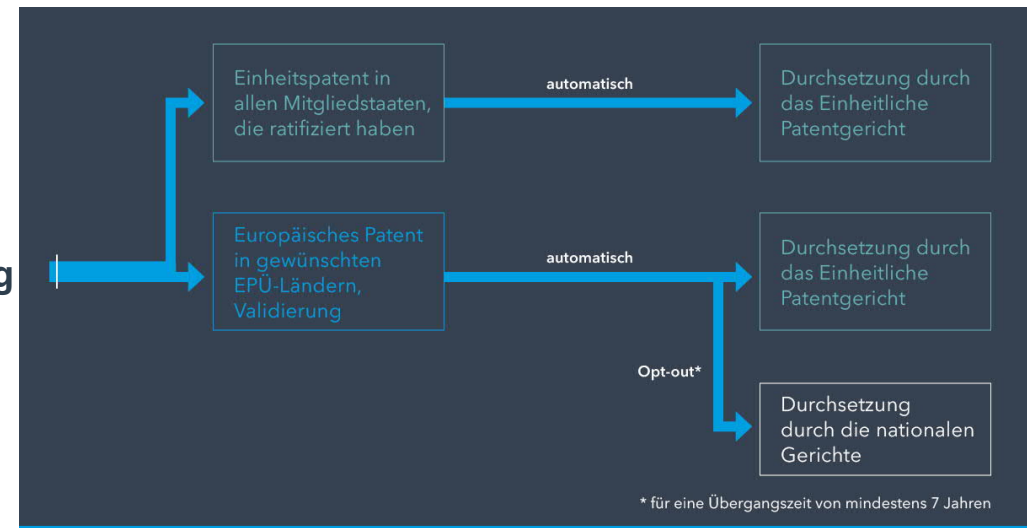 Einheitspatent in
allen Mitgliedstaaten,
die ratifiziert haben
automatisch
Durchsetzung durch
das Einheitliche
Patentgericht
g
Europäisches Patent
in gewünschten
EPÜ-Ländern,
Validierung
automatisch
Durchsetzung durch
das Einheitliche
Patentgericht
Opt-out*
Durchsetzung
durch die nationalen
Gerichte
* für eine Übergangszeit von mindestens 7 Jahren